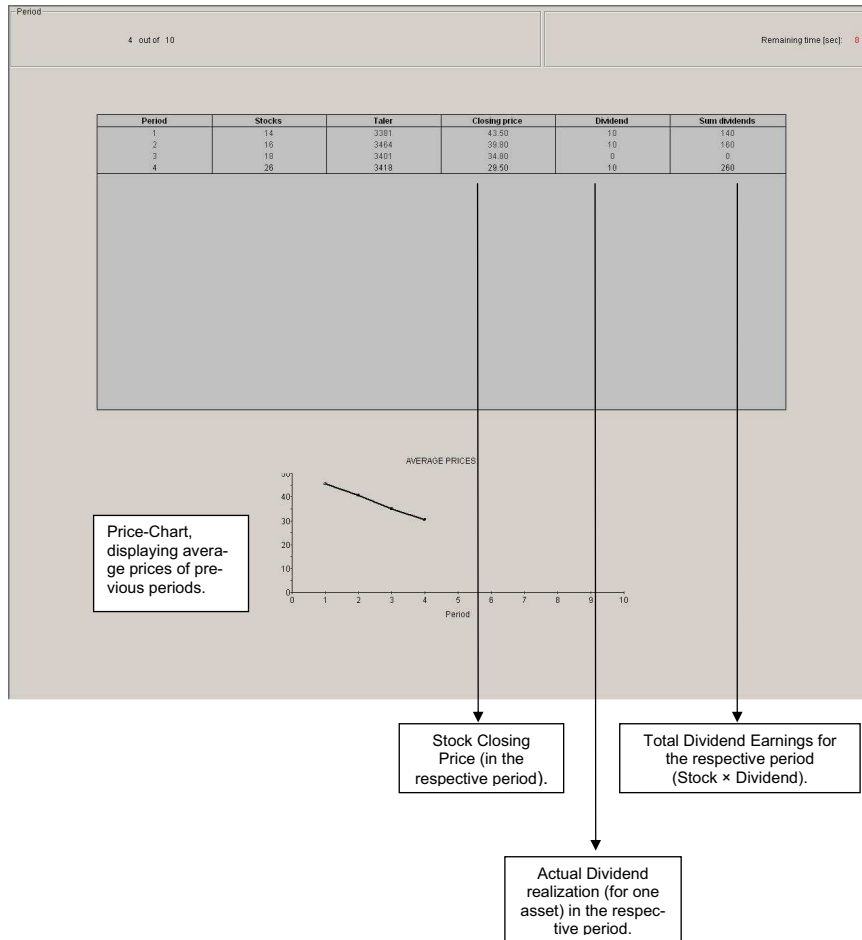 Period
4 out of 10
Remaining time [sec]: 8
Period Stocks Taler Closing price Dividend Sum dividends
1 14 3381 43.50 10 140
2 16 3464 39.80 10 160
3 18 3401 34.80 0 0
4 26 3418 29.50 10 260
AVERAGE PRICES
50
40
30
20
10
0
0 1 2 3 4 5 6 7 8 9 10
Period
Price-Chart,
displaying avera-
ge prices of pre-
vious periods.
Stock Closing
Price (in the
respective period).
Total Dividend Earnings for
the respective period
(Stock × Dividend).
Actual Dividend
realization (for one
asset) in the respec-
tive period.